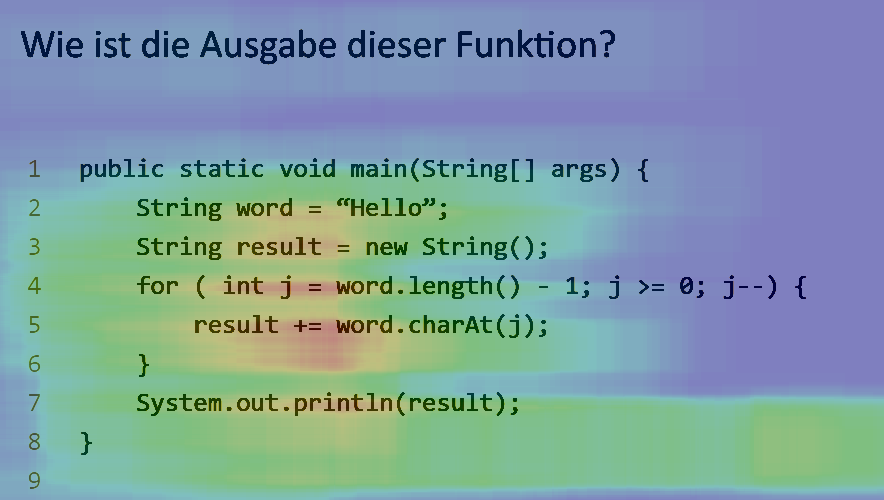 Wie ist die Ausgabe dieser Funktion?
1 public static void main(String[] args) {
2 String word = “Hello”;
3 String result = new String();
4 for ( int j = word.length() - 1; j >= 0; j--) {
5 result += word.charAt(j);
6 }
7 System.out.println(result);
8 }
9